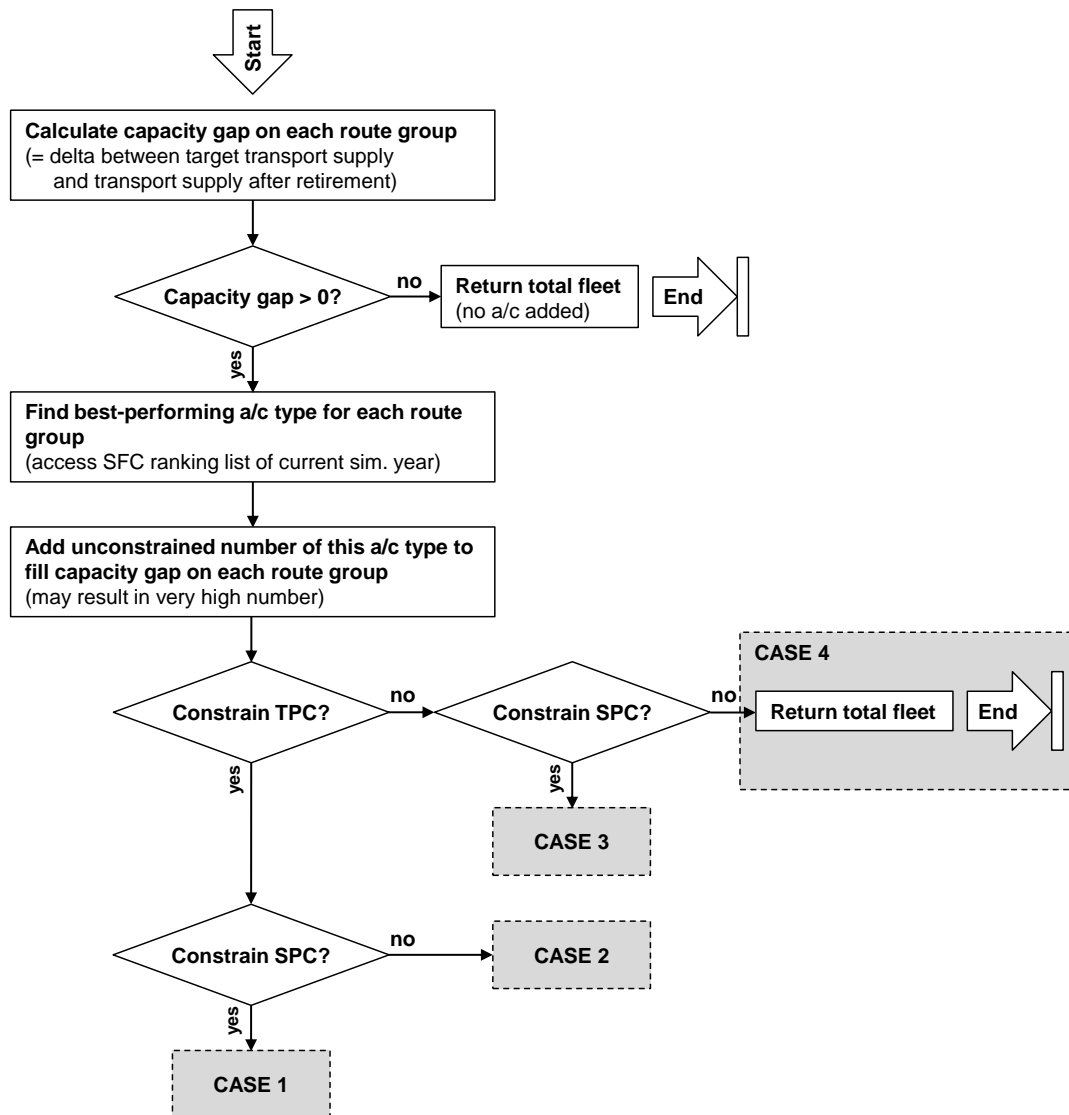 Start
Calculate capacity gap on each route group
(= delta between target transport supply
and transport supply after retirement)
Capacity gap > 0?
no
Return total fleet
(no a/c added)
End
yes
Find best-performing a/c type for each route
group
(access SFC ranking list of current sim. year)
Add unconstrained number of this a/c type to
fill capacity gap on each route group
(may result in very high number)
Constrain TPC?
no
Constrain SPC?
no
CASE 4
Return total fleet
End
yes
yes
CASE 3
Constrain SPC?
no
CASE 2
yes
CASE 1